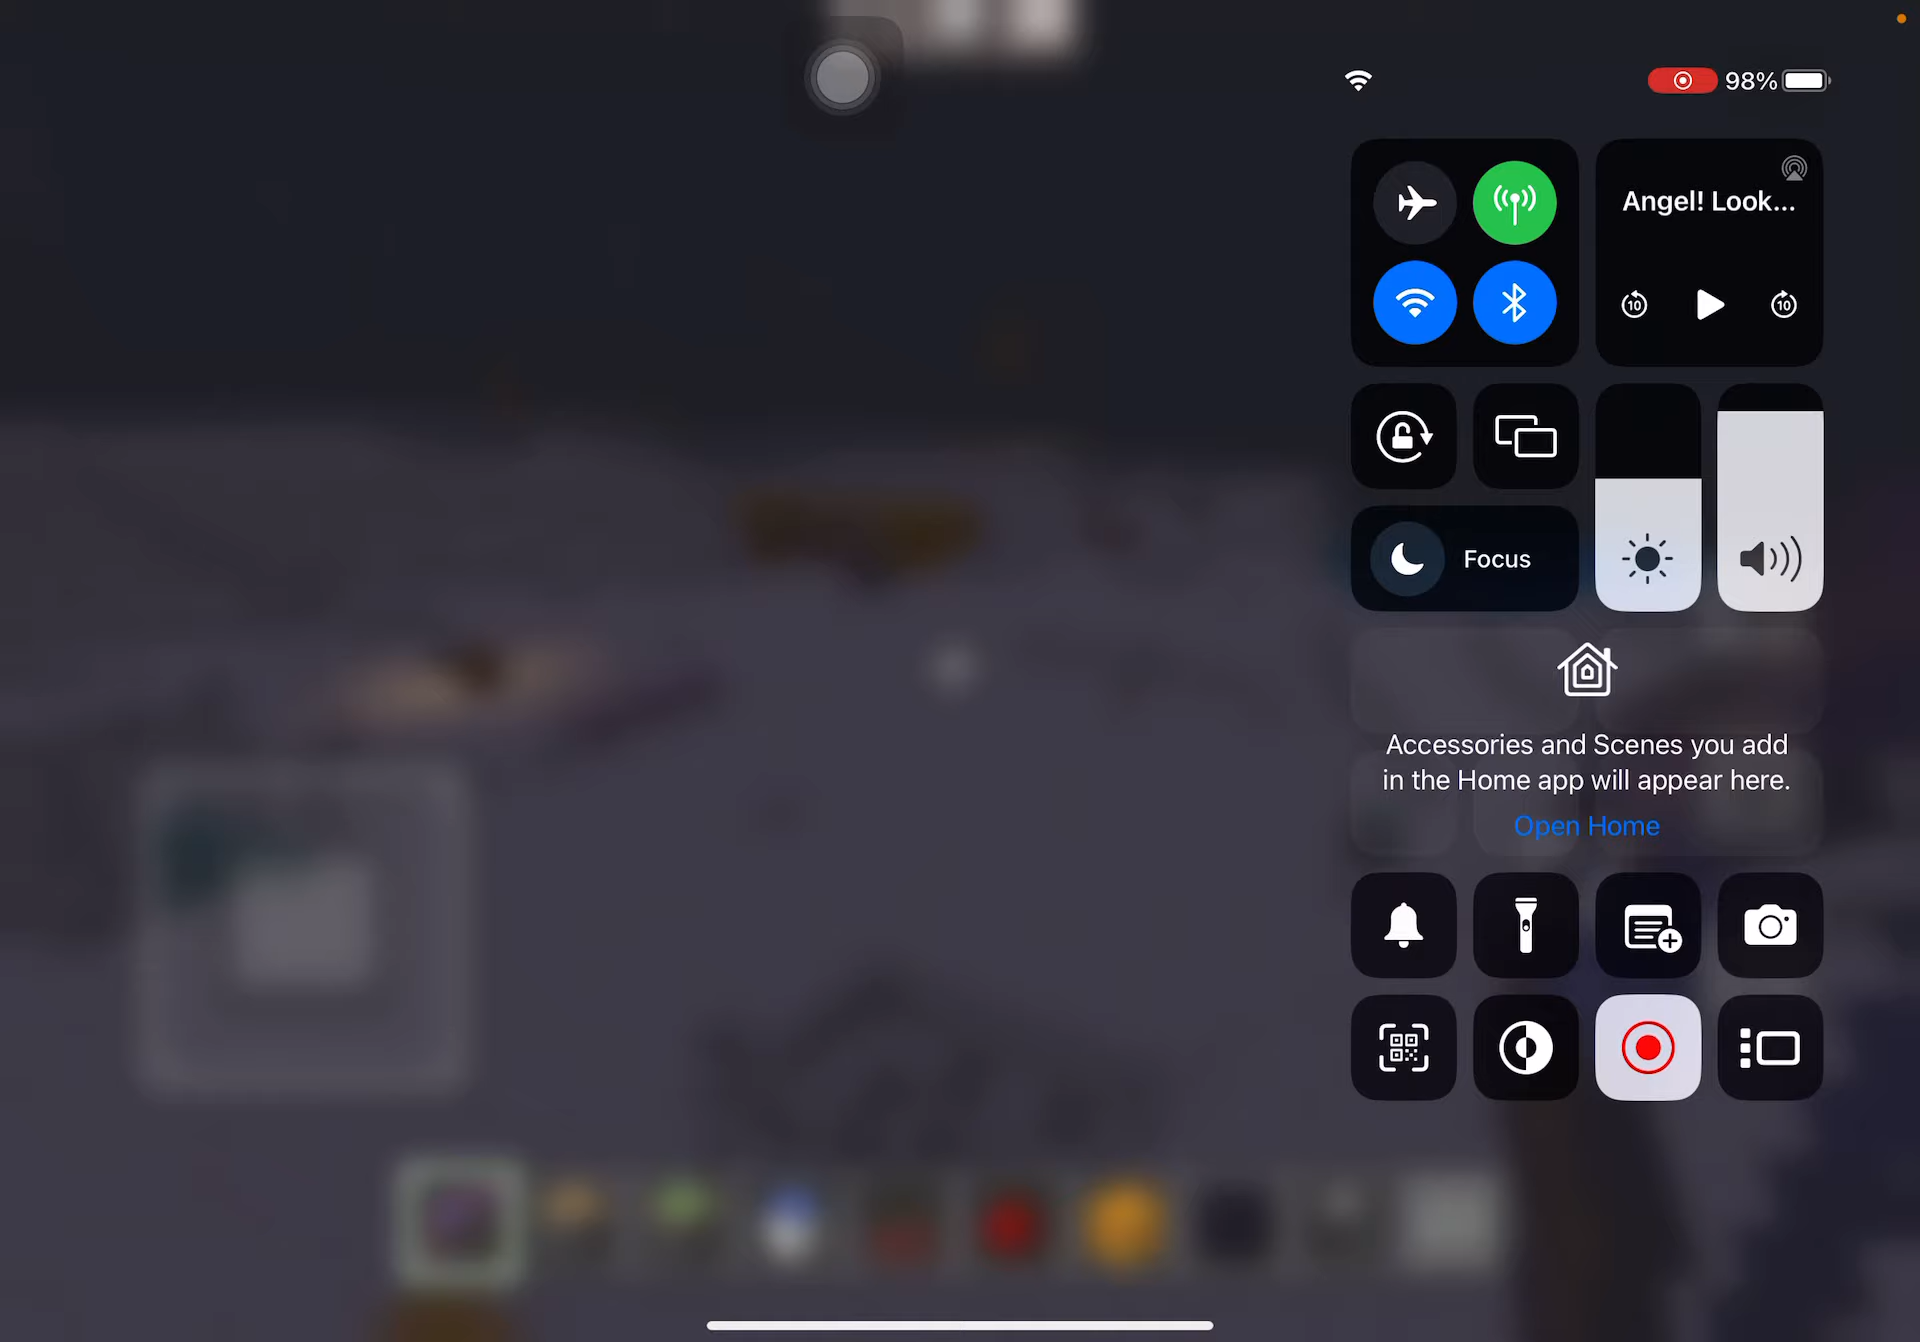 98%
Angel! Look...
10
10
Focus
Accessories and Scenes you add
in the Home app will appear here.
Open Home